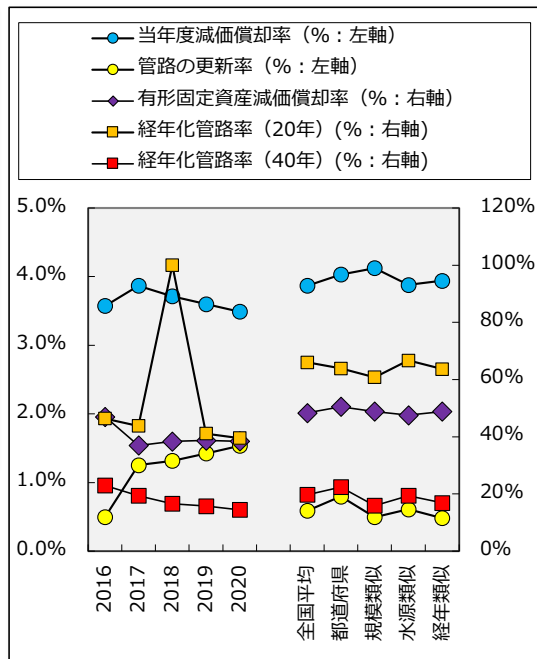 当年度減価償却率（%：左軸）
管路の更新率（%：左軸）
有形固定資産減価償却率（%：右軸）
経年化管路率（20年）(%：右軸)
経年化管路率（40年）(%：右軸)
5.0%
4.0%
3.0%
2.0%
1.0%
0.0%
120%
100%
80%
60%
40%
20%
0%
2016
2017
2018
2019
2020
全国平均
都道府県
規模類似
水源類似
経年類似